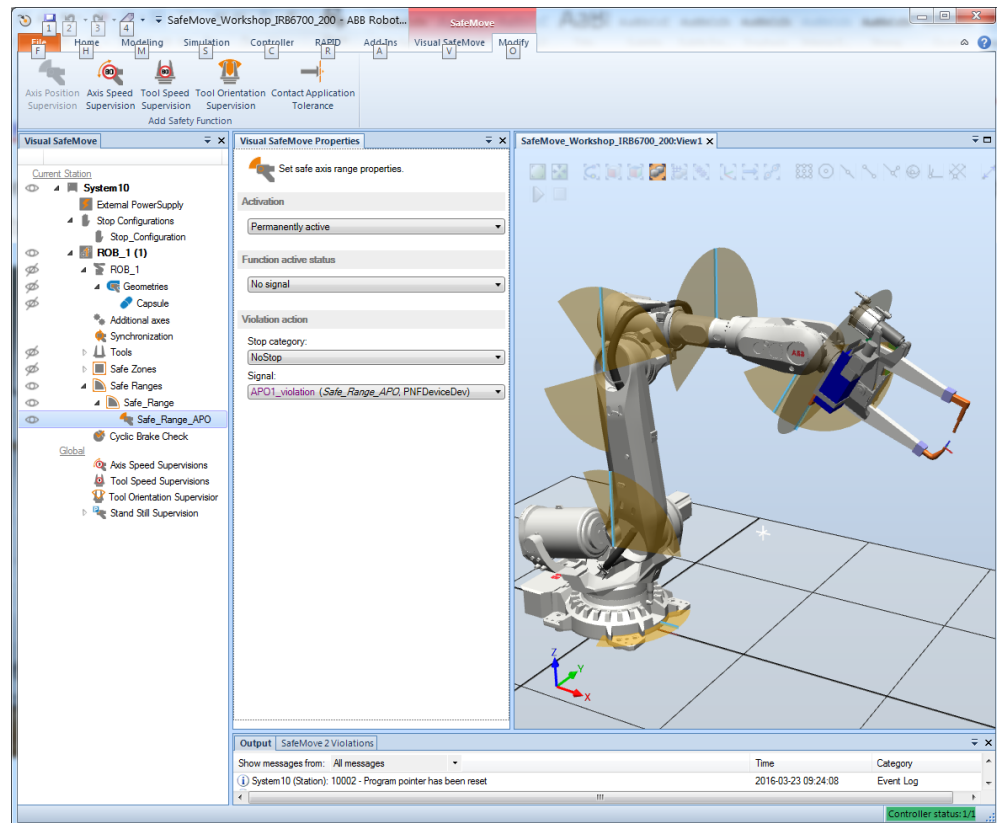 SafeMove_Workshop_IRB6700_200 - ABB Robot...
SafeMove
1 2 3 4
File Home Modeling Simulation Controller RAPID Add-Ins Visual SafeMove Modify
F H M S C R A V O
Axis Position Supervision
Axis Speed Supervision
Tool Speed Supervision
Tool Orientation Supervision
Contact Application Tolerance
Add Safety Function
Visual SafeMove
Current Station
System10
External PowerSupply
Stop Configurations
Stop_Configuration
ROB_1 (1)
ROB_1
Geometries
Capsule
Additional axes
Synchronization
Tools
Safe Zones
Safe Ranges
Safe_Range
Safe_Range_APO
Cyclic Brake Check
Global
Axis Speed Supervisions
Tool Speed Supervisions
Tool Orientation Supervisior
Stand Still Supervision
Visual SafeMove Properties
Set safe axis range properties.
Activation
Permanently active
Function active status
No signal
Violation action
Stop category:
NoStop
Signal:
APO1_violation (Safe_Range_APO, PNFDeviceDev)
SafeMove_Workshop_IRB6700_200:View1
ABB
Z
Y
X
Output SafeMove 2 Violations
Show messages from: All messages Time Category
System10 (Station): 10002 - Program pointer has been reset 2016-03-23 09:24:08 Event Log
Controller status:1/1